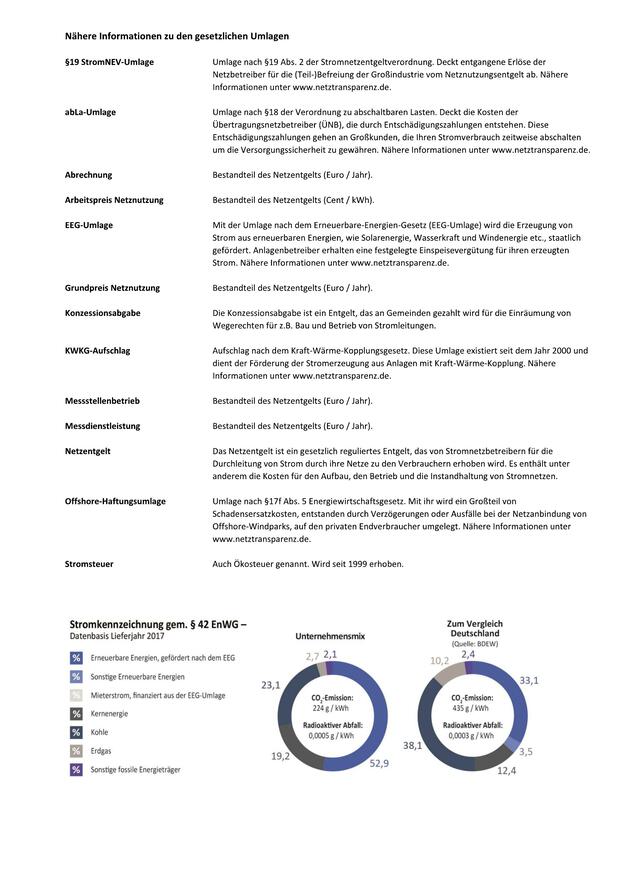 Nähere Informationen zu den gesetzlichen Umlagen
§19 StromNEV-Umlage
Umlage nach §19 Abs. 2 der Stromnetzentgeltverordnung. Deckt entgangene Erlöse der
Netzbetreiber für die (Teil-)Befreiung der Großindustrie vom Netznutzungsentgelt ab. Nähere
Informationen unter www.netztransparenz.de.
abLa-Umlage
Umlage nach §18 der Verordnung zu abschaltbaren Lasten. Deckt die Kosten der
Übertragungsnetzbetreiber (ÜNB), die durch Entschädigungszahlungen entstehen. Diese
Entschädigungszahlungen gehen an Großkunden, die Ihren Stromverbrauch zeitweise abschalten
um die Versorgungssicherheit zu gewähren. Nähere Informationen unter www.netztransparenz.de.
Abrechnung
Bestandteil des Netzentgelts (Euro / Jahr).
Arbeitspreis Netznutzung
Bestandteil des Netzentgelts (Cent / kWh).
EEG-Umlage
Mit der Umlage nach dem Erneuerbare-Energien-Gesetz (EEG-Umlage) wird die Erzeugung von
Strom aus erneuerbaren Energien, wie Solarenergie, Wasserkraft und Windenergie etc., staatlich
gefördert. Anlagenbetreiber erhalten eine festgelegte Einspeisevergütung für ihren erzeugten
Strom. Nähere Informationen unter www.netztransparenz.de.
Grundpreis Netznutzung
Bestandteil des Netzentgelts (Euro / Jahr).
Konzessionsabgabe
Die Konzessionsabgabe ist ein Entgelt, das an Gemeinden gezahlt wird für die Einräumung von
Wegerechten für z.B. Bau und Betrieb von Stromleitungen.
KWKG-Aufschlag
Aufschlag nach dem Kraft-Wärme-Kopplungsgesetz. Diese Umlage existiert seit dem Jahr 2000 und
dient der Förderung der Stromerzeugung aus Anlagen mit Kraft-Wärme-Kopplung. Nähere
Informationen unter www.netztransparenz.de.
Messstellenbetrieb
Bestandteil des Netzentgelts (Euro / Jahr).
Messdienstleistung
Bestandteil des Netzentgelts (Euro / Jahr).
Netzentgelt
Das Netzentgelt ist ein gesetzlich reguliertes Entgelt, das von Stromnetzbetreibern für die
Durchleitung von Strom durch ihre Netze zu den Verbrauchern erhoben wird. Es enthält unter
anderem die Kosten für den Aufbau, den Betrieb und die Instandhaltung von Stromnetzen.
Offshore-Haftungsumlage
Umlage nach §17f Abs. 5 Energiewirtschaftsgesetz. Mit ihr wird ein Großteil von
Schadensersatzkosten, entstanden durch Verzögerungen oder Ausfälle bei der Netzanbindung von
Offshore-Windparks, auf den privaten Endverbraucher umgelegt. Nähere Informationen unter
www.netztransparenz.de.
Stromsteuer
Auch Ökosteuer genannt. Wird seit 1999 erhoben.
Stromkennzeichnung gem. § 42 EnWG –
Datenbasis Lieferjahr 2017
% Erneuerbare Energien, gefördert nach dem EEG
% Sonstige Erneuerbare Energien
% Mieterstrom, finanziert aus der EEG-Umlage
% Kernenergie
% Kohle
% Erdgas
% Sonstige fossile Energieträger
Unternehmensmix
2,7 2,1
23,1
CO₂-Emission:
224 g / kWh
Radioaktiver Abfall:
0,0005 g / kWh
19,2
52,9
Zum Vergleich
Deutschland
(Quelle: BDEW)
2,4
10,2
33,1
CO₂-Emission:
435 g / kWh
Radioaktiver Abfall:
0,0003 g / kWh
38,1
3,5
12,4